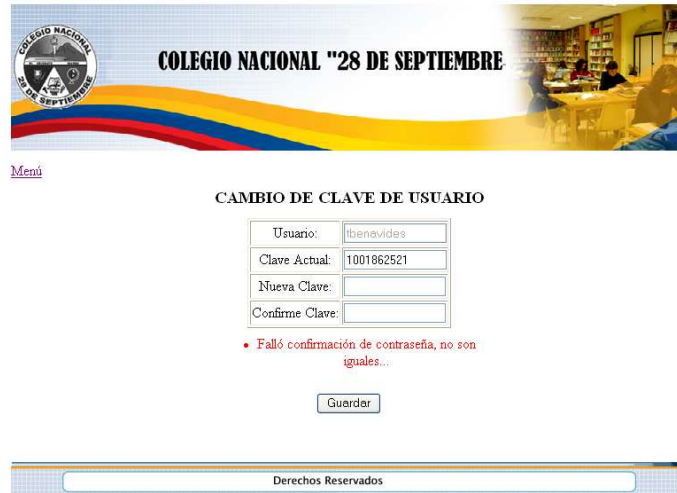 COLEGIO NACIONAL
28 DE SEPTIEMBRE
COLEGIO NACIONAL "28 DE SEPTIEMBRE
Menú
CAMBIO DE CLAVE DE USUARIO
Usuario: tbenavides
Clave Actual: 1001862521
Nueva Clave:
Confirme Clave:
• Falló confirmación de contraseña, no son
iguales...
Guardar
Derechos Reservados